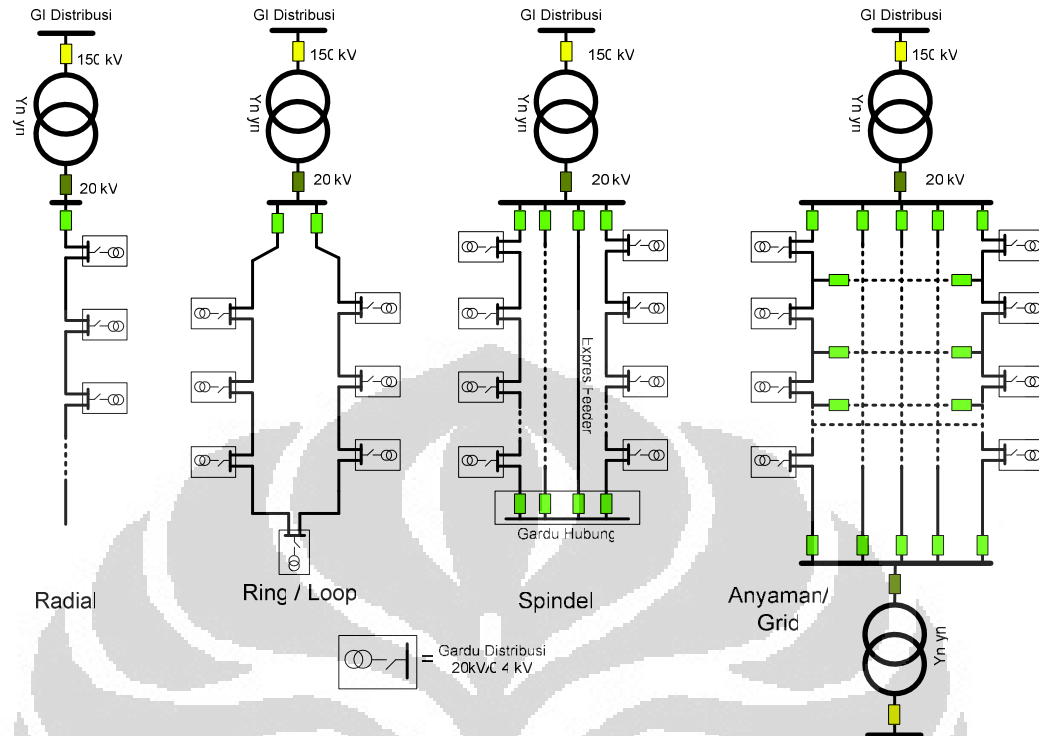 GI Distribusi
150 kV
Yn yn
20 kV
Radial
GI Distribusi
150 kV
Yn yn
20 kV
Ring / Loop
GI Distribusi
150 kV
Yn yn
20 kV
Expres Feeder
Gardu Hubung
Spindel
GI Distribusi
150 kV
Yn yn
20 kV
Anyaman/
Grid
Yn yn
= Gardu Distribusi
20kV/0 4 kV